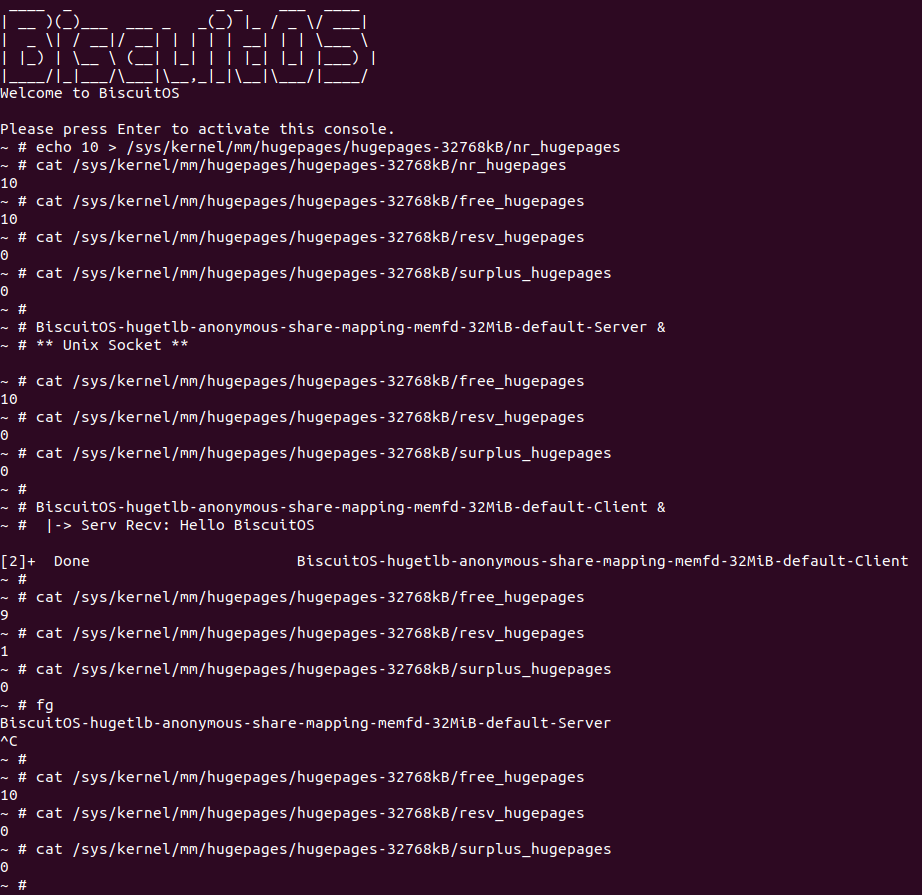 ____  _                _ _    ___  ____
| __ )(_)___  ___ _   _(_) |_ / _ \/ ___|
|  _ \| / __|/ __| | | | | __| | | \___ \
| |_) | \__ \ (__| |_| | | |_| |_| |___) |
|____/|_|___/\___|\__,_|_|\__|\___/|____/
Welcome to BiscuitOS

Please press Enter to activate this console.
~ # echo 10 > /sys/kernel/mm/hugepages/hugepages-32768kB/nr_hugepages
~ # cat /sys/kernel/mm/hugepages/hugepages-32768kB/nr_hugepages
10
~ # cat /sys/kernel/mm/hugepages/hugepages-32768kB/free_hugepages
10
~ # cat /sys/kernel/mm/hugepages/hugepages-32768kB/resv_hugepages
0
~ # cat /sys/kernel/mm/hugepages/hugepages-32768kB/surplus_hugepages
0
~ #
~ # BiscuitOS-hugetlb-anonymous-share-mapping-memfd-32MiB-default-Server &
~ # ** Unix Socket **

~ # cat /sys/kernel/mm/hugepages/hugepages-32768kB/free_hugepages
10
~ # cat /sys/kernel/mm/hugepages/hugepages-32768kB/resv_hugepages
0
~ # cat /sys/kernel/mm/hugepages/hugepages-32768kB/surplus_hugepages
0
~ #
~ # BiscuitOS-hugetlb-anonymous-share-mapping-memfd-32MiB-default-Client &
~ #  |-> Serv Recv: Hello BiscuitOS

[2]+  Done                       BiscuitOS-hugetlb-anonymous-share-mapping-memfd-32MiB-default-Client
~ #
~ # cat /sys/kernel/mm/hugepages/hugepages-32768kB/free_hugepages
9
~ # cat /sys/kernel/mm/hugepages/hugepages-32768kB/resv_hugepages
1
~ # cat /sys/kernel/mm/hugepages/hugepages-32768kB/surplus_hugepages
0
~ # fg
BiscuitOS-hugetlb-anonymous-share-mapping-memfd-32MiB-default-Server
^C
~ #
~ # cat /sys/kernel/mm/hugepages/hugepages-32768kB/free_hugepages
10
~ # cat /sys/kernel/mm/hugepages/hugepages-32768kB/resv_hugepages
0
~ # cat /sys/kernel/mm/hugepages/hugepages-32768kB/surplus_hugepages
0
~ #